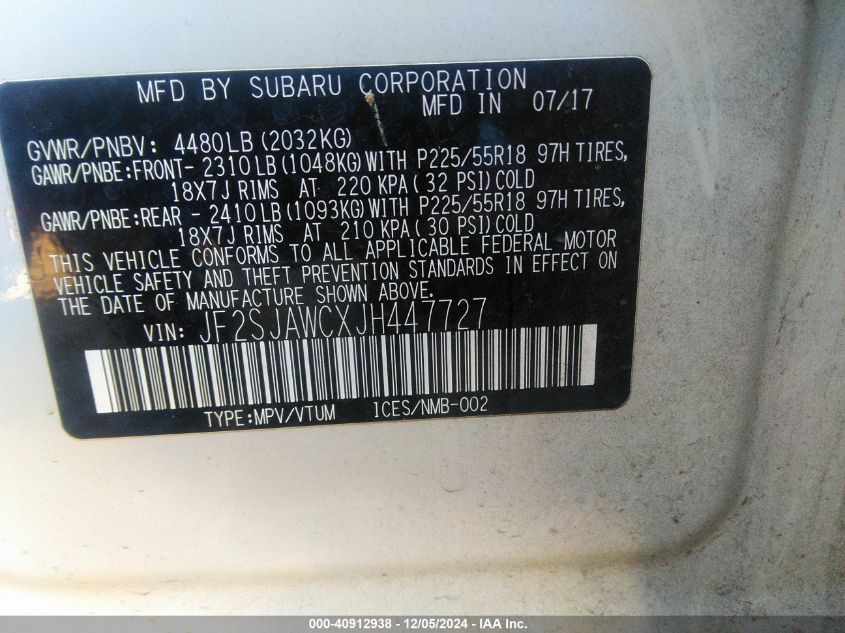 MFD BY SUBARU CORPORATION
MFD IN 07/17
GVWR/PNBV: 4480LB (2032KG)
GAWR/PNBE:FRONT- 2310LB (1048KG) WITH P225/55R18 97H TIRES,
18X7J RIMS AT 220 KPA (32 PSI) COLD
GAWR/PNBE:REAR - 2410LB (1093KG) WITH P225/55R18 97H TIRES,
18X7J RIMS AT 210 KPA (30 PSI) COLD
THIS VEHICLE CONFORMS TO ALL APPLICABLE FEDERAL MOTOR
VEHICLE SAFETY AND THEFT PREVENTION STANDARDS IN EFFECT ON
THE DATE OF MANUFACTURE SHOWN ABOVE.
VIN: JF2SJAWCXJH447727
TYPE:MPV/VTUM ICES/NMB-002
000-40912938 - 12/05/2024 - IAA Inc.